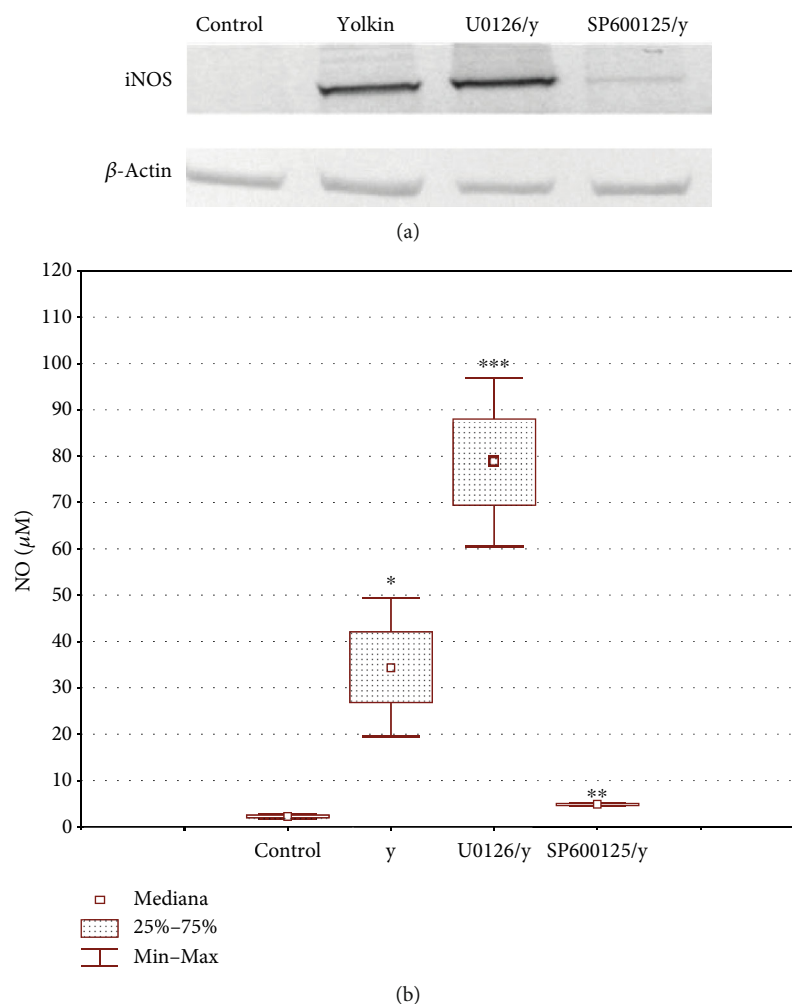 Control Yolkin U0126/y SP600125/y
iNOS
β-Actin
(a)
120
110
100
90
80
70
60
50
40
30
20
10
0
NO (μM)
***
*
**
Control y U0126/y SP600125/y
Mediana
25%–75%
Min–Max
(b)